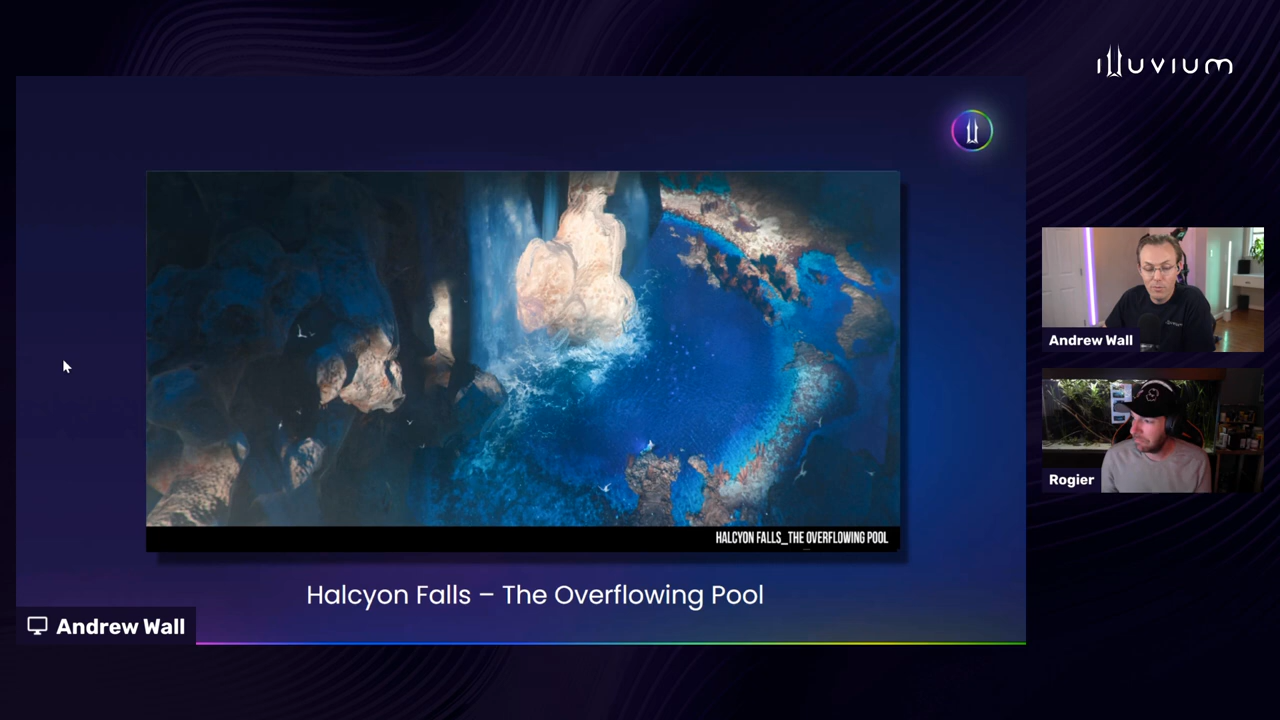 illuvium
HALCYON FALLS_THE OVERFLOWING POOL
Halcyon Falls – The Overflowing Pool
Andrew Wall
Andrew Wall
Rogier